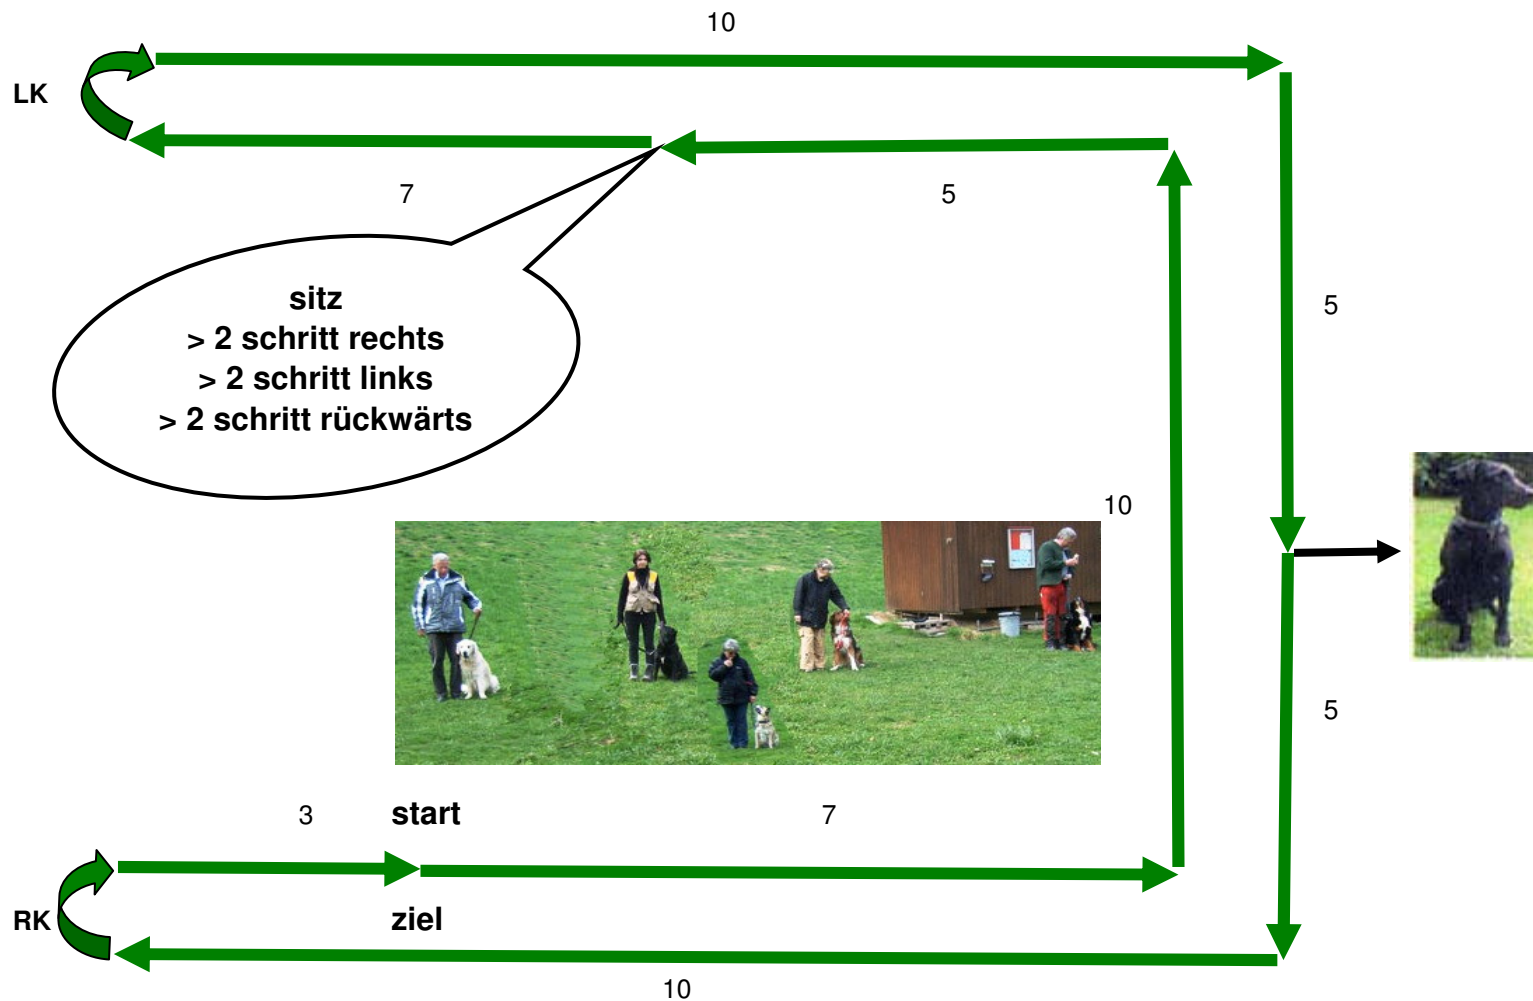 10
LK
7
5
sitz
> 2 schritt rechts
> 2 schritt links
> 2 schritt rückwärts
5
10
5
3
start
7
RK
ziel
10